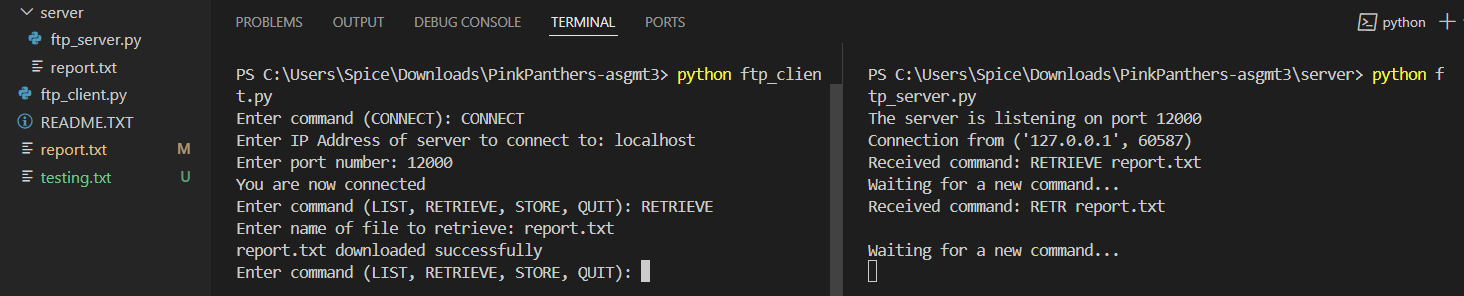 server
ftp_server.py
report.txt
ftp_client.py
README.TXT
report.txt M
testing.txt U
PROBLEMS OUTPUT DEBUG CONSOLE TERMINAL PORTS
python
PS C:\Users\Spice\Downloads\PinkPanthers-asgmt3> python ftp_clien
t.py
Enter command (CONNECT): CONNECT
Enter IP Address of server to connect to: localhost
Enter port number: 12000
You are now connected
Enter command (LIST, RETRIEVE, STORE, QUIT): RETRIEVE
Enter name of file to retrieve: report.txt
report.txt downloaded successfully
Enter command (LIST, RETRIEVE, STORE, QUIT):
PS C:\Users\Spice\Downloads\PinkPanthers-asgmt3\server> python f
tp_server.py
The server is listening on port 12000
Connection from ('127.0.0.1', 60587)
Received command: RETRIEVE report.txt
Waiting for a new command...
Received command: RETR report.txt
Waiting for a new command...